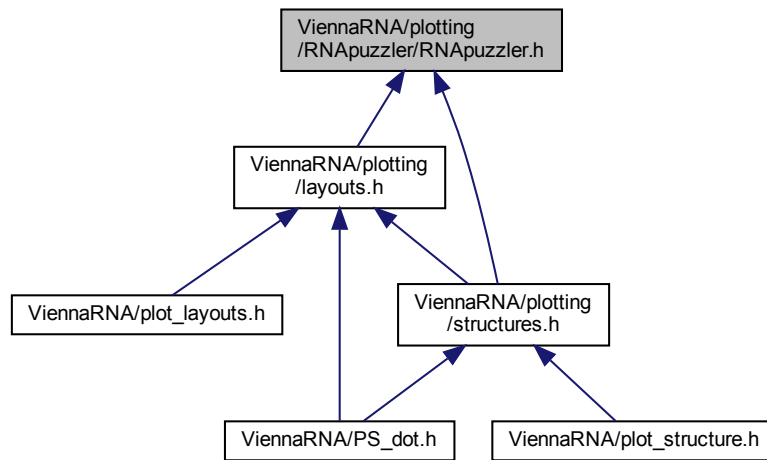 ViennaRNA/plotting
/RNApuzzler/RNApuzzler.h
ViennaRNA/plotting
/layouts.h
ViennaRNA/plot_layouts.h
ViennaRNA/plotting
/structures.h
ViennaRNA/PS_dot.h
ViennaRNA/plot_structure.h